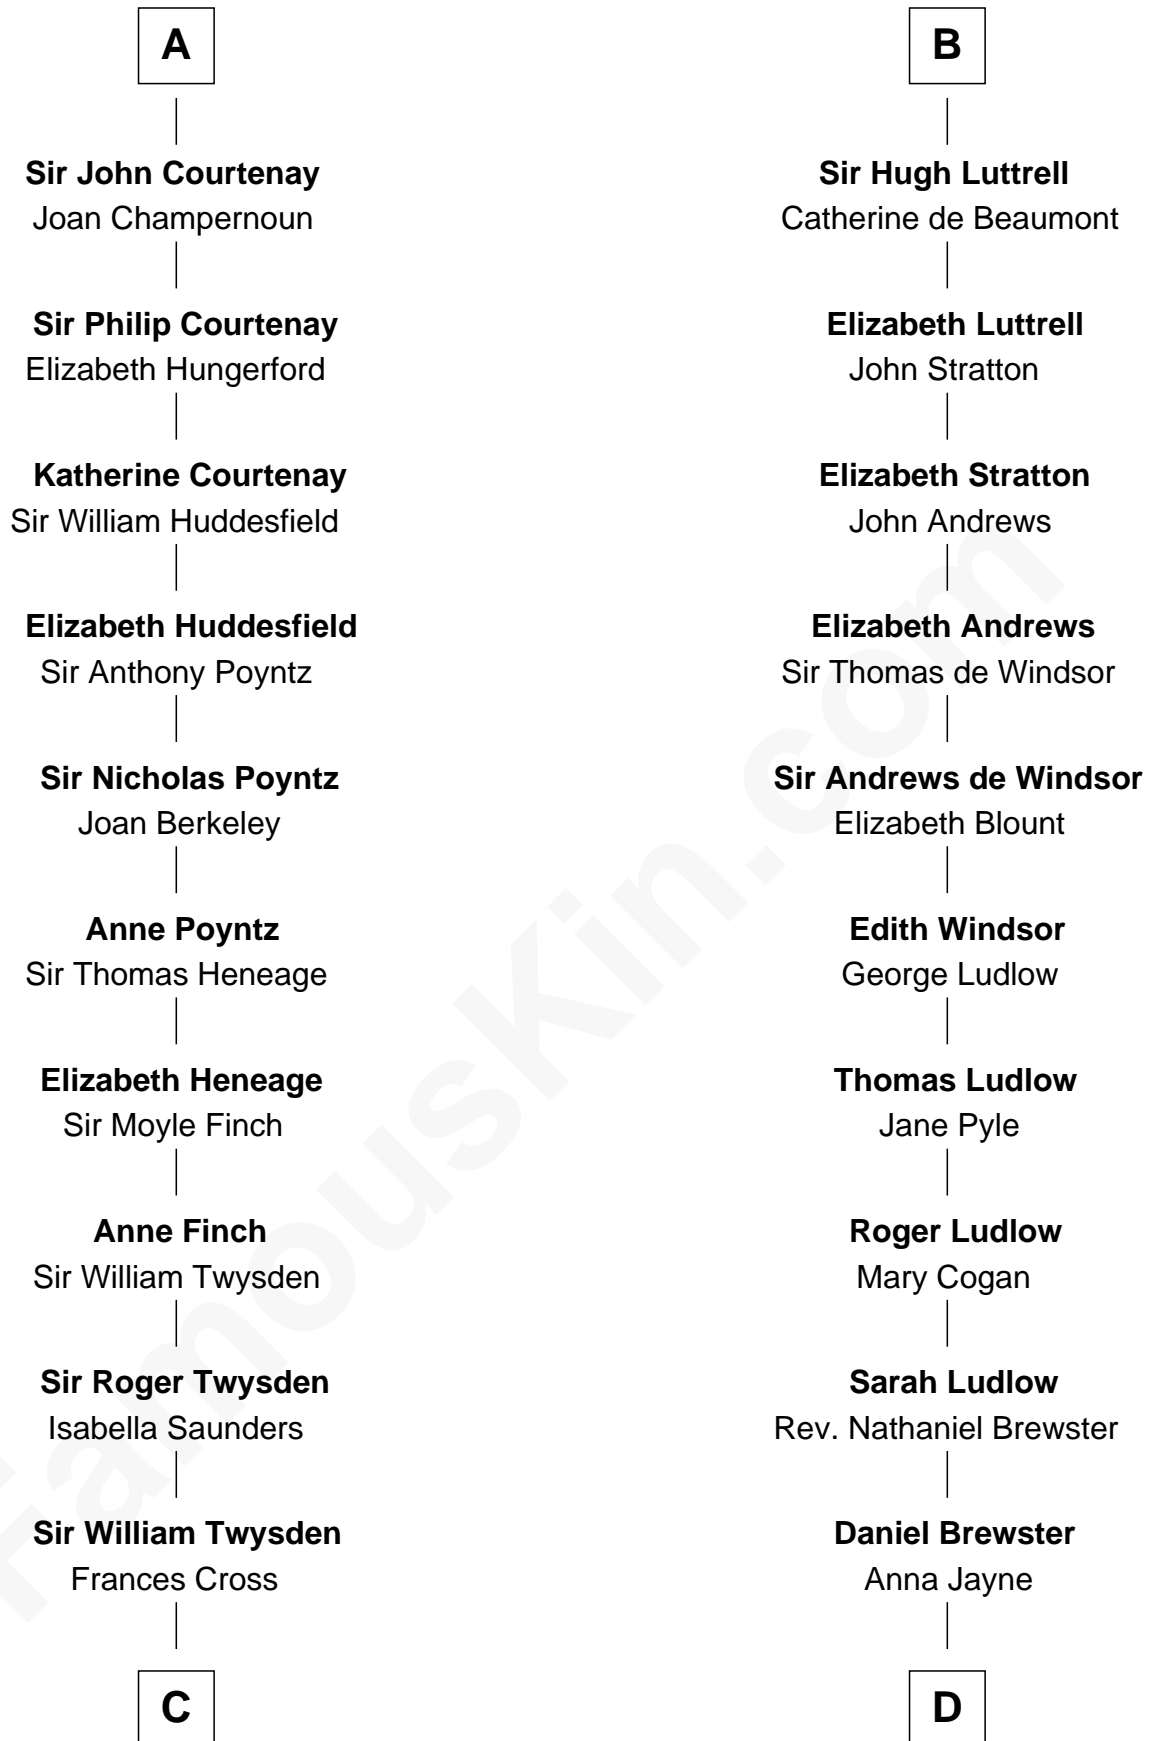 A
Sir John Courtenay
Joan Champernoun
Sir Philip Courtenay
Elizabeth Hungerford
Katherine Courtenay
Sir William Huddesfield
Elizabeth Huddesfield
Sir Anthony Poyntz
Sir Nicholas Poyntz
Joan Berkeley
Anne Poyntz
Sir Thomas Heneage
Elizabeth Heneage
Sir Moyle Finch
Anne Finch
Sir William Twysden
Sir Roger Twysden
Isabella Saunders
Sir William Twysden
Frances Cross
C
B
Sir Hugh Luttrell
Catherine de Beaumont
Elizabeth Luttrell
John Stratton
Elizabeth Stratton
John Andrews
Elizabeth Andrews
Sir Thomas de Windsor
Sir Andrews de Windsor
Elizabeth Blount
Edith Windsor
George Ludlow
Thomas Ludlow
Jane Pyle
Roger Ludlow
Mary Cogan
Sarah Ludlow
Rev. Nathaniel Brewster
Daniel Brewster
Anna Jayne
D
FamousKin.com